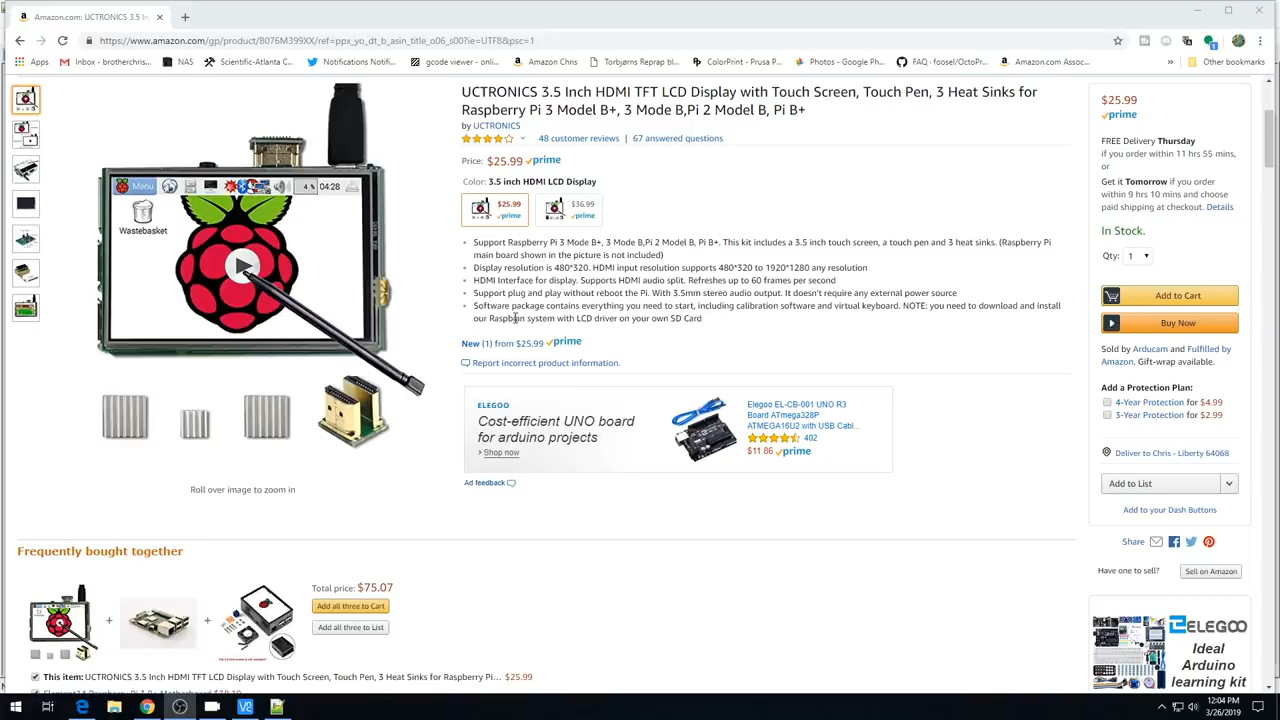 Amazon.com: UCTRONICS 3.5 In
https://www.amazon.com/gp/product/B076M399XX/ref=ppx_yo_dt_b_asin_title_o06_s00?ie=UTF8&psc=1
Apps
Inbox - brotherchris...
NAS
Scientific-Atlanta C...
Notifications Notifi...
gcode viewer - onli...
Amazon Chris
Torbjørns Reprap bl...
ColorPrint - Prusa P...
Photos - Google Ph...
FAQ · foosel/OctoPr...
Amazon.com Assoc...
»
Other bookmarks
UCTRONICS 3.5 Inch HDMI TFT LCD Display with Touch Screen, Touch Pen, 3 Heat Sinks for
Raspberry Pi 3 Model B+, 3 Mode B,Pi 2 Model B, Pi B+
by UCTRONICS
48 customer reviews | 67 answered questions
Price: $25.99 prime
Color: 3.5 inch HDMI LCD Display
$25.99
prime
$36.99
prime
Support Raspberry Pi 3 Mode B+, 3 Mode B,Pi 2 Model B, Pi B+. This kit includes a 3.5 inch touch screen, a touch pen and 3 heat sinks. (Raspberry Pi
main board shown in the picture is not included)
Display resolution is 480*320. HDMI input resolution supports 480*320 to 1920*1280 any resolution
HDMI Interface for display. Supports HDMI audio split. Refreshes up to 60 frames per second
Support plug and play without reboot the Pi. With 3.5mm stereo audio output. It doesn't require any external power source
Software package contains everything you need to start, including calibration software and virtual keyboard. NOTE: you need to download and install
our Raspbian system with LCD driver on your own SD Card
New (1) from $25.99 prime
Report incorrect product information.
Menu
4 %
04:28
Wastebasket
Roll over image to zoom in
ELEGOO
Cost-efficient UNO board
for arduino projects
› Shop now
Elegoo EL-CB-001 UNO R3
Board ATmega328P
ATMEGA16U2 with USB Cabl...
402
$11.86 prime
Ad feedback
$25.99
prime
FREE Delivery Thursday
if you order within 11 hrs 55 mins,
or
Get it Tomorrow if you order
within 9 hrs 10 mins and choose
paid shipping at checkout. Details
In Stock.
Qty: 1
Add to Cart
Buy Now
Sold by Arducam and Fulfilled by
Amazon. Gift-wrap available.
Add a Protection Plan:
4-Year Protection for $4.99
3-Year Protection for $2.99
Deliver to Chris - Liberty 64068
Add to List
Add to your Dash Buttons
Share
Have one to sell?
Sell on Amazon
ELEGOO
Ideal
Arduino
learning kit
Frequently bought together
+
+
Total price: $75.07
Add all three to Cart
Add all three to List
This item: UCTRONICS 3.5 Inch HDMI TFT LCD Display with Touch Screen, Touch Pen, 3 Heat Sinks for Raspberry Pi... $25.99
12:04 PM
3/26/2019